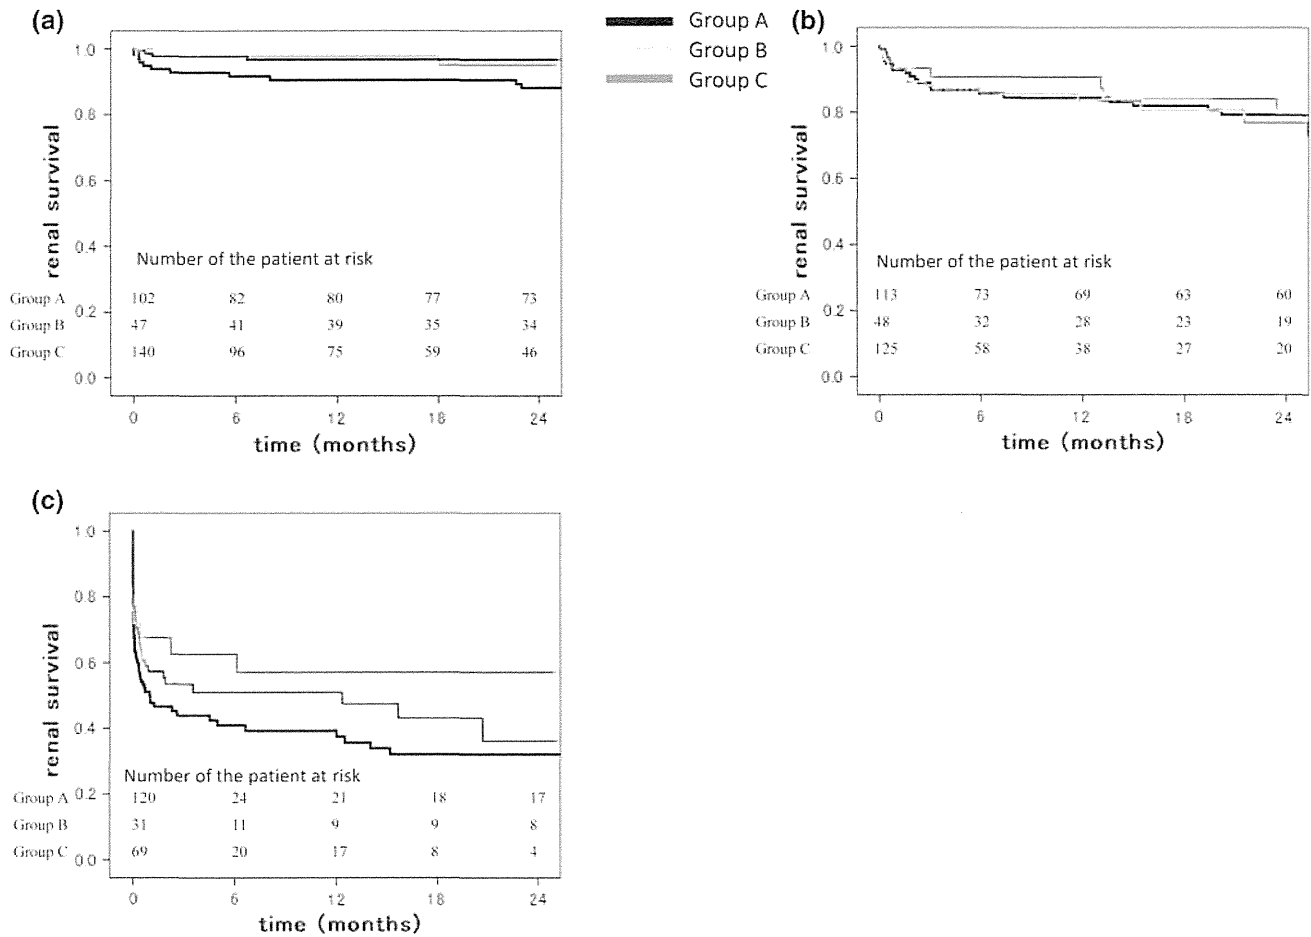 (a)
1.0
0.8
0.6
0.4
0.2
0.0
renal survival
Number of the patient at risk
Group A 102 82 80 77 73
Group B 47 41 39 35 34
Group C 140 96 75 59 46
0 6 12 18 24
time (months)
Group A
Group B
Group C
(b)
1.0
0.8
0.6
0.4
0.2
0.0
renal survival
Number of the patient at risk
Group A 113 73 69 63 60
Group B 48 32 28 23 19
Group C 125 58 38 27 20
0 6 12 18 24
time (months)
(c)
1.0
0.8
0.6
0.4
0.2
0.0
renal survival
Number of the patient at risk
Group A 120 24 21 18 17
Group B 31 11 9 9 8
Group C 69 20 17 8 4
0 6 12 18 24
time (months)